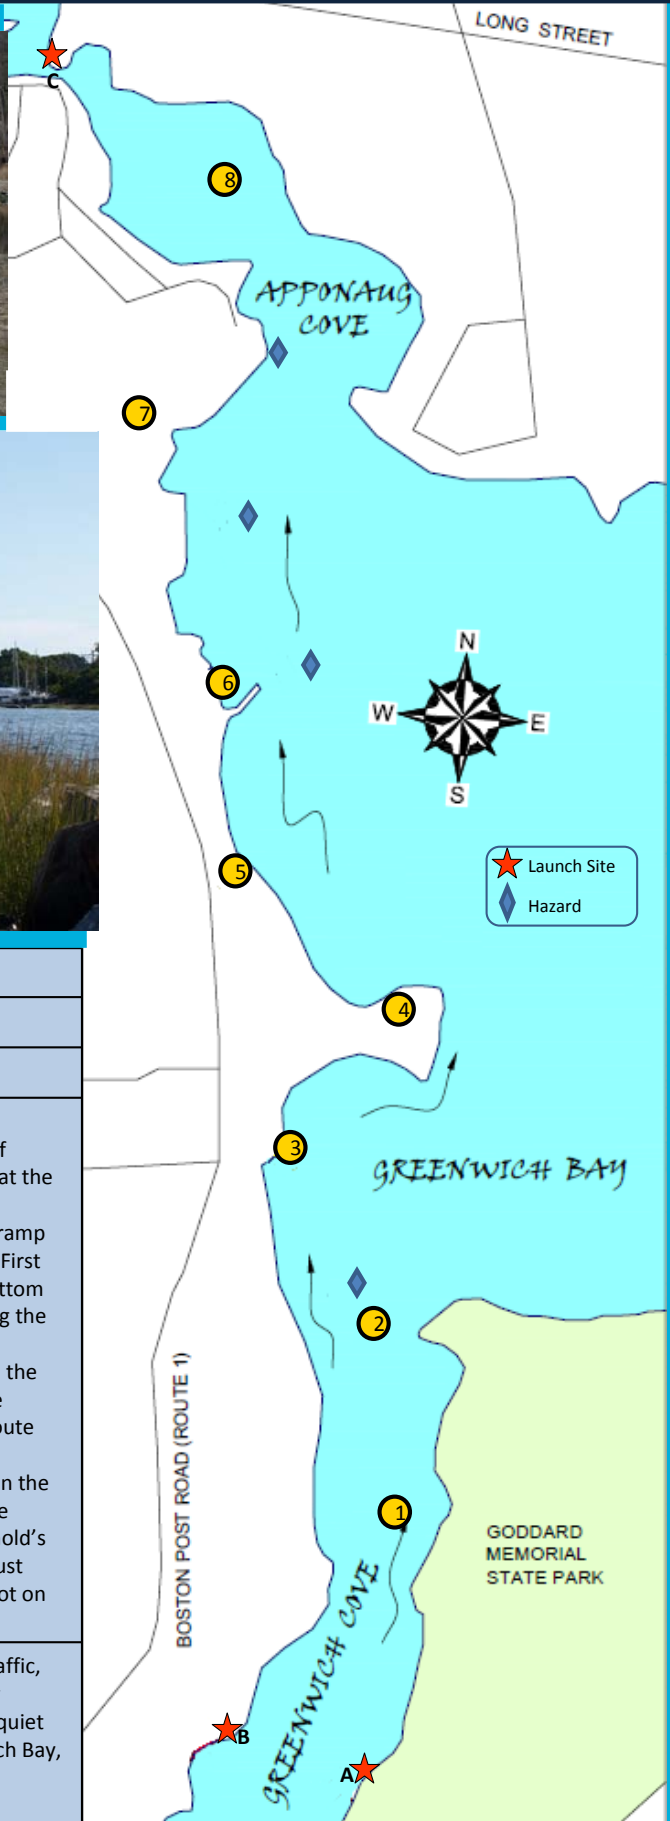 LONG STREET
C
8
APPONAUG
COVE
7
N
6
W
E
S
Launch Site
5
Hazard
4
3
GREENWICH BAY
2
BOSTON POST ROAD (ROUTE 1)
1
GODDARD
MEMORIAL
STATE PARK
GREENWICH COVE
B
A
f
at the
ramp
First
ttom
g the
the
e
oute
n the
e
old's
ust
ot on
affic,
quiet
ch Bay,